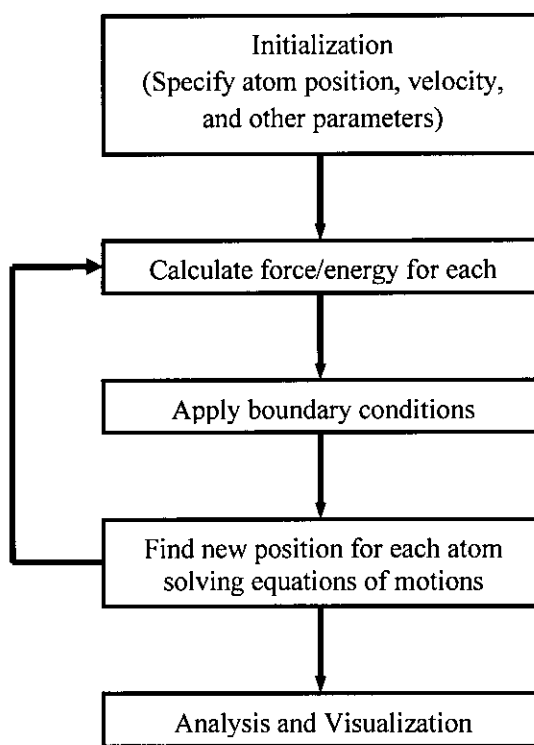 Initialization
(Specify atom position, velocity,
and other parameters)
Calculate force/energy for each
Apply boundary conditions
Find new position for each atom
solving equations of motions
Analysis and Visualization